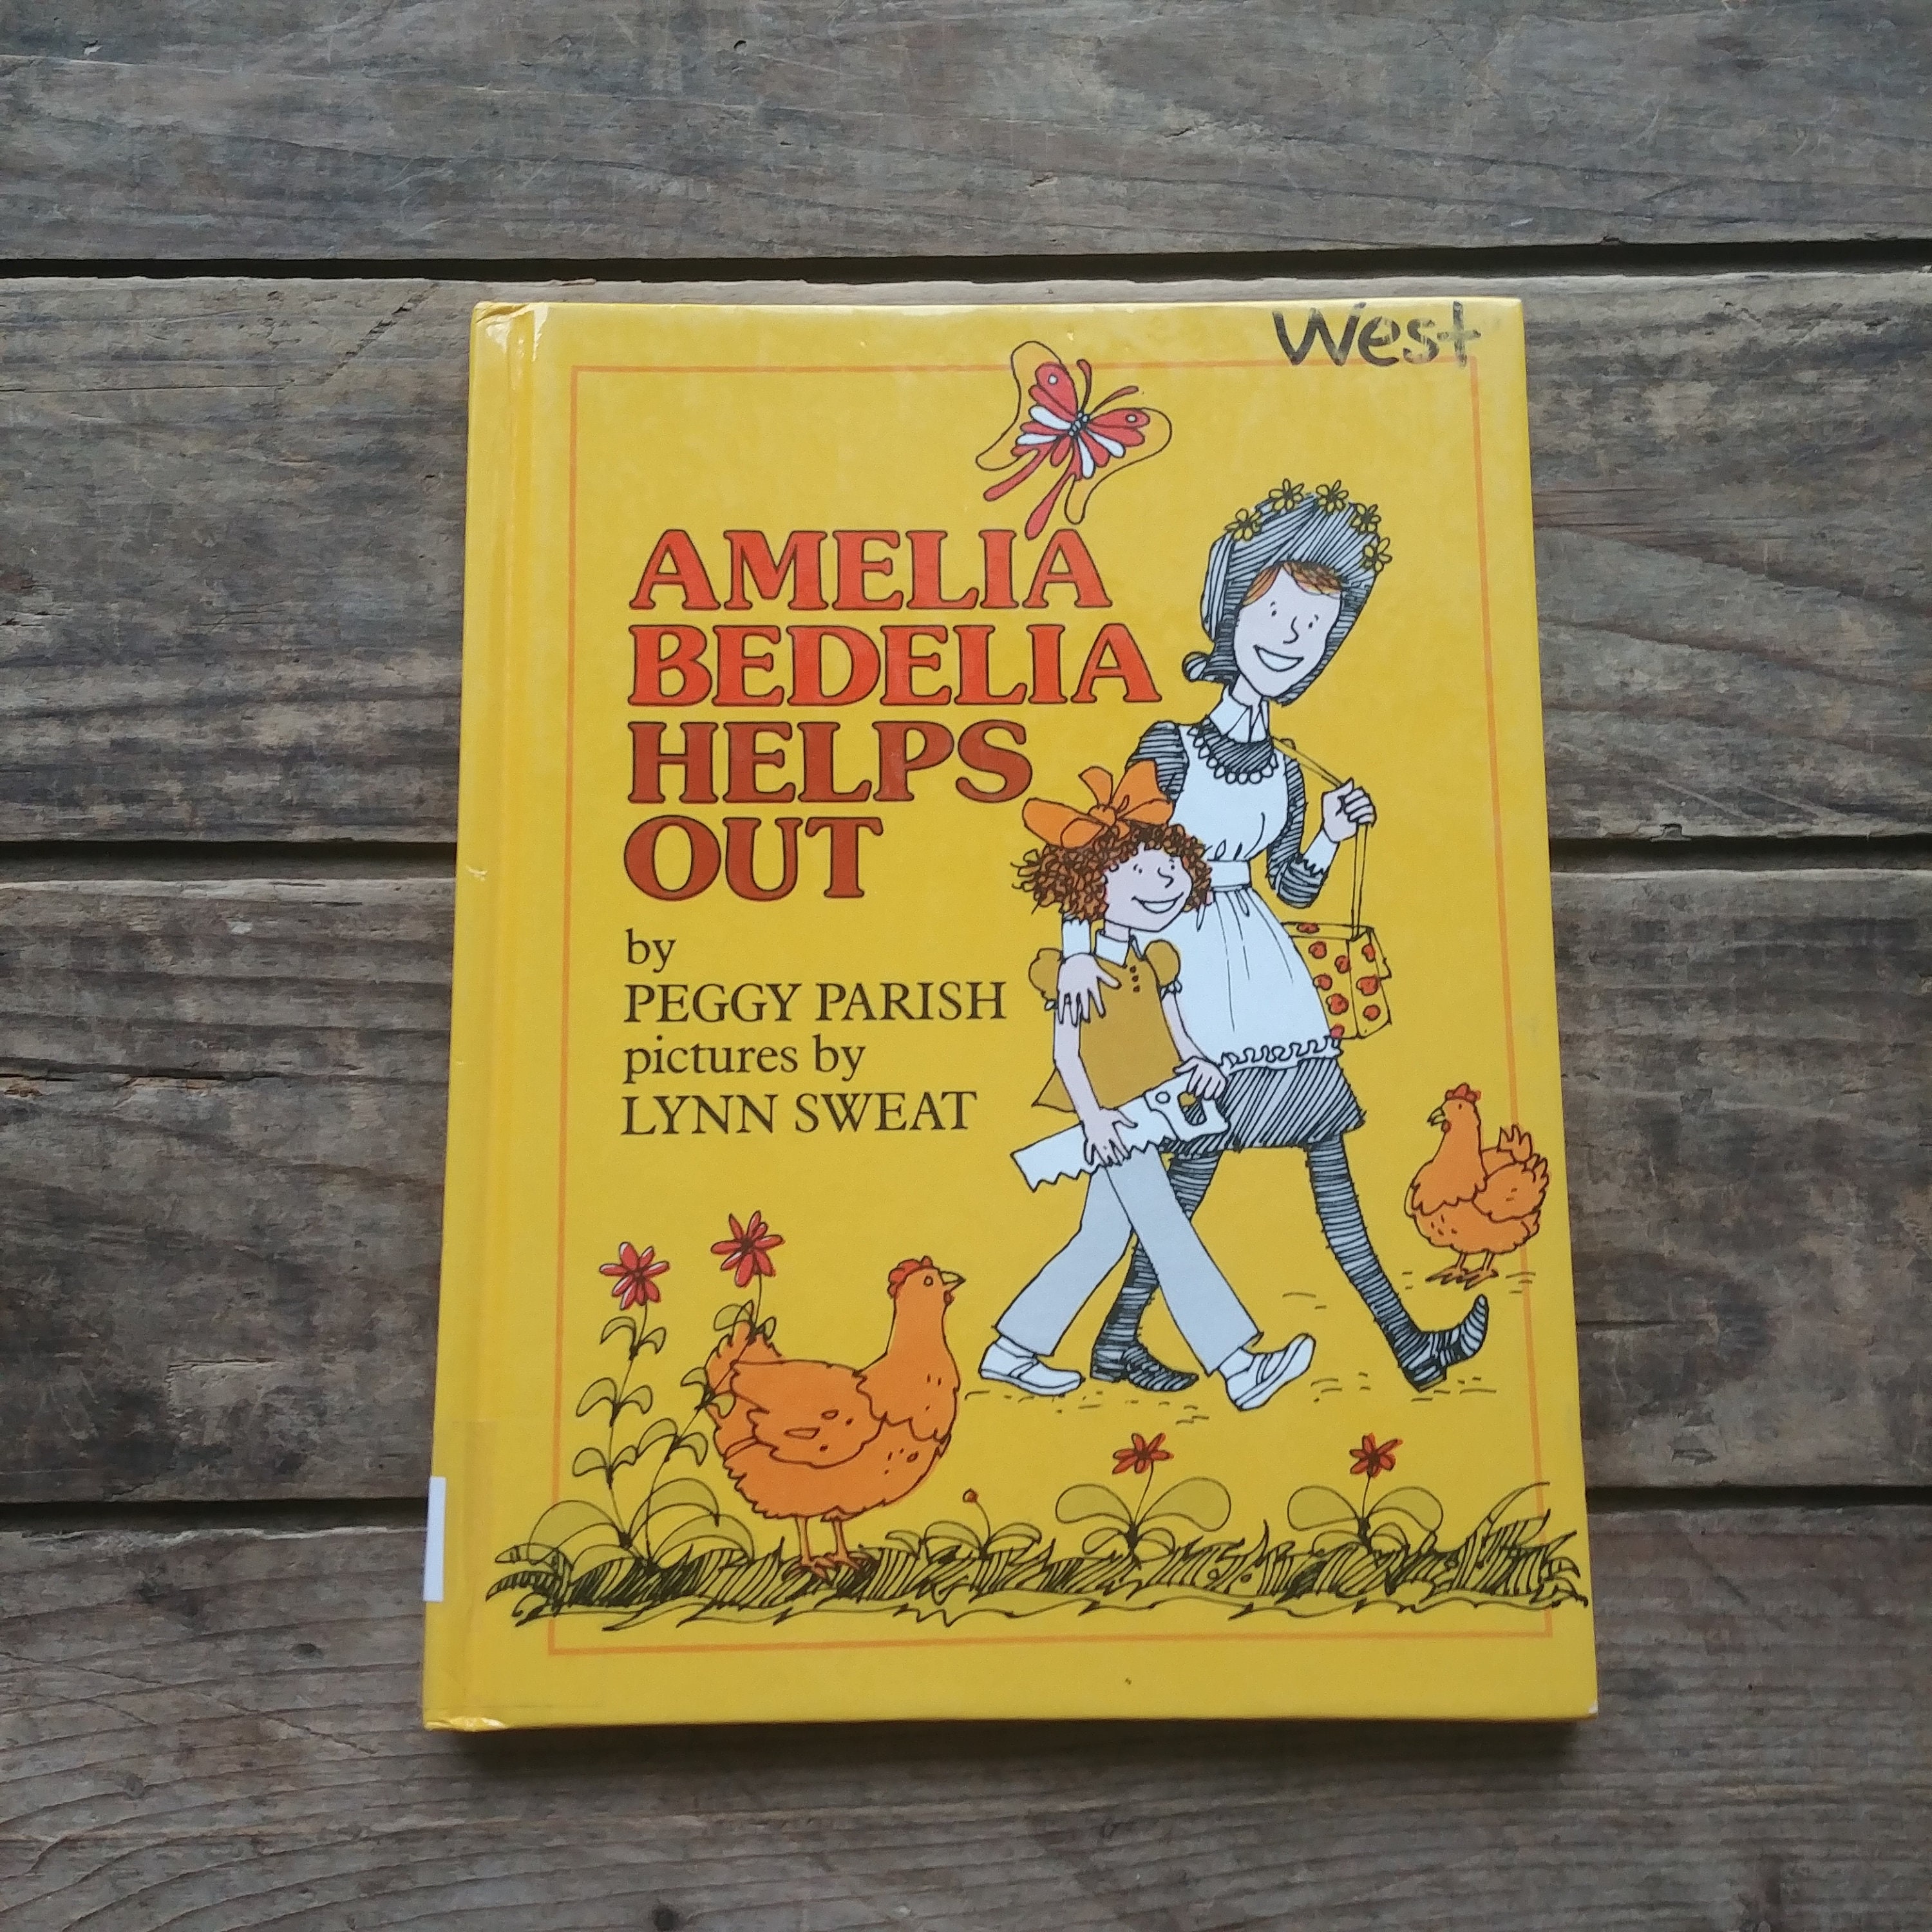 West
AMELIA
BEDELIA
HELPS
OUT
by
PEGGY PARISH
pictures by
LYNN SWEAT